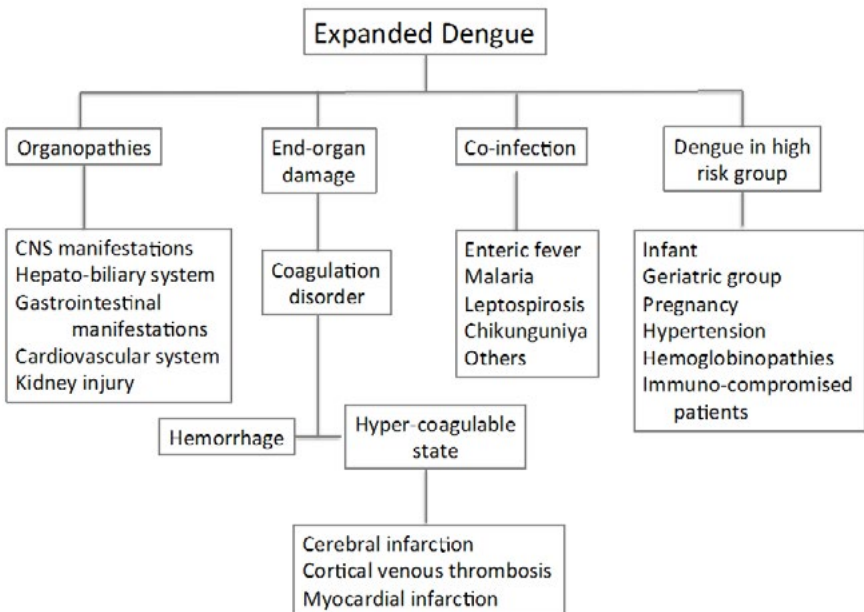 Expanded Dengue
Organopathies
End-organ
damage
Co-infection
Dengue in high
risk group
CNS manifestations
Hepato-biliary system
Gastrointestinal
manifestations
Cardiovascular system
Kidney injury
Coagulation
disorder
Enteric fever
Malaria
Leptospirosis
Chikunguniya
Others
Infant
Geriatric group
Pregnancy
Hypertension
Hemoglobinopathies
Immuno-compromised
patients
Hemorrhage
Hyper-coagulable
state
Cerebral infarction
Cortical venous thrombosis
Myocardial infarction